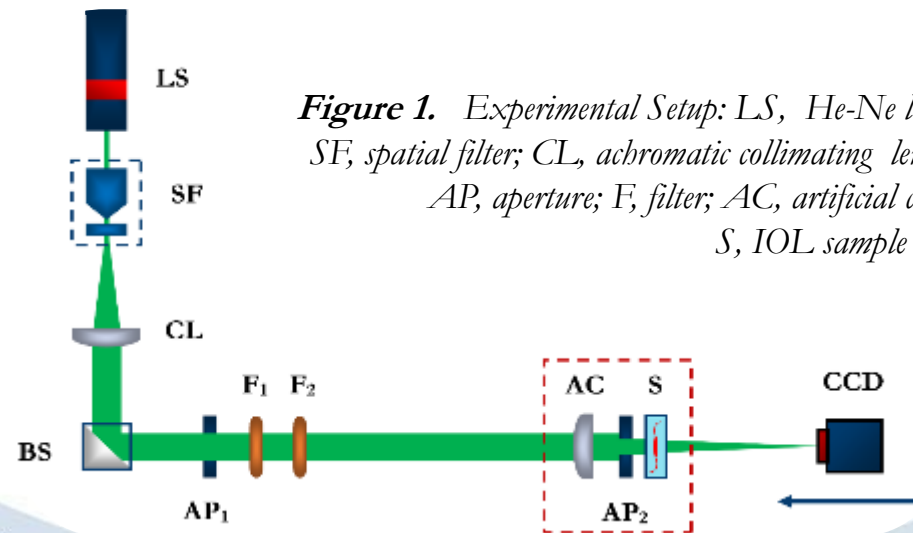 LS
Figure 1. Experimental Setup: LS, He-Ne
SF, spatial filter; CL, achromatic collimating
AP, aperture; F, filter; AC, artificial
S, IOL sample
SF
CL
F₁ F₂
AC S
CCD
BS
AP₁
AP₂